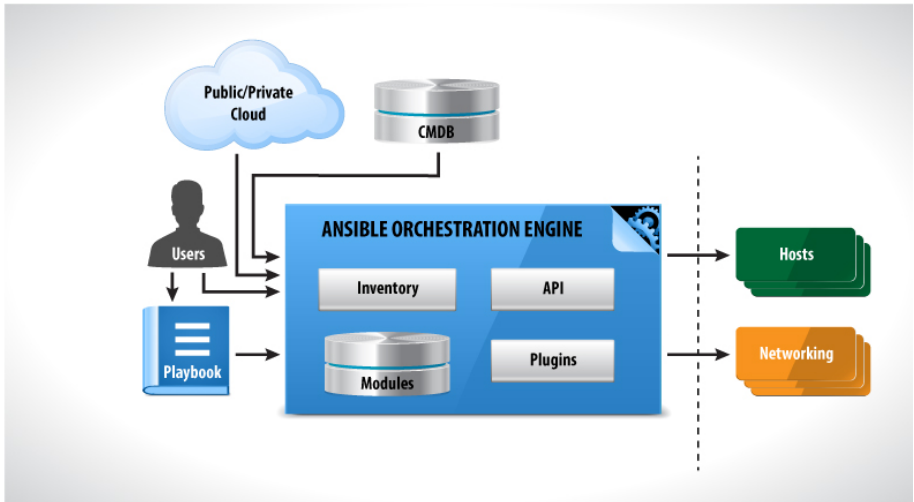 Public/Private
Cloud
CMDB
Users
ANSIBLE ORCHESTRATION ENGINE
Hosts
Inventory
API
Playbook
Modules
Plugins
Networking